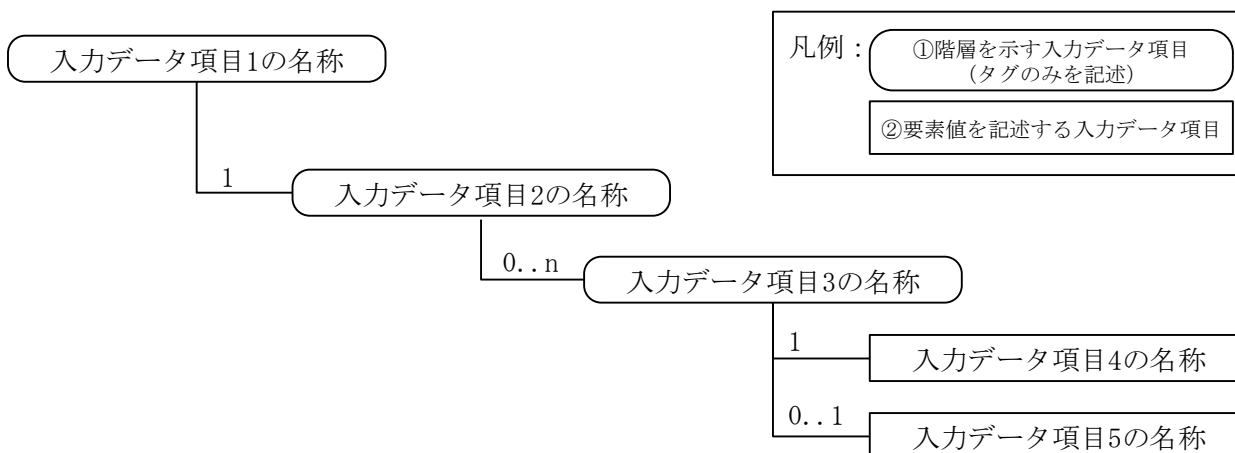 入力データ項目1の名称
凡例：
①階層を示す入力データ項目
(タグのみを記述)
②要素値を記述する入力データ項目
1
入力データ項目2の名称
0..n
入力データ項目3の名称
1
入力データ項目4の名称
0..1
入力データ項目5の名称